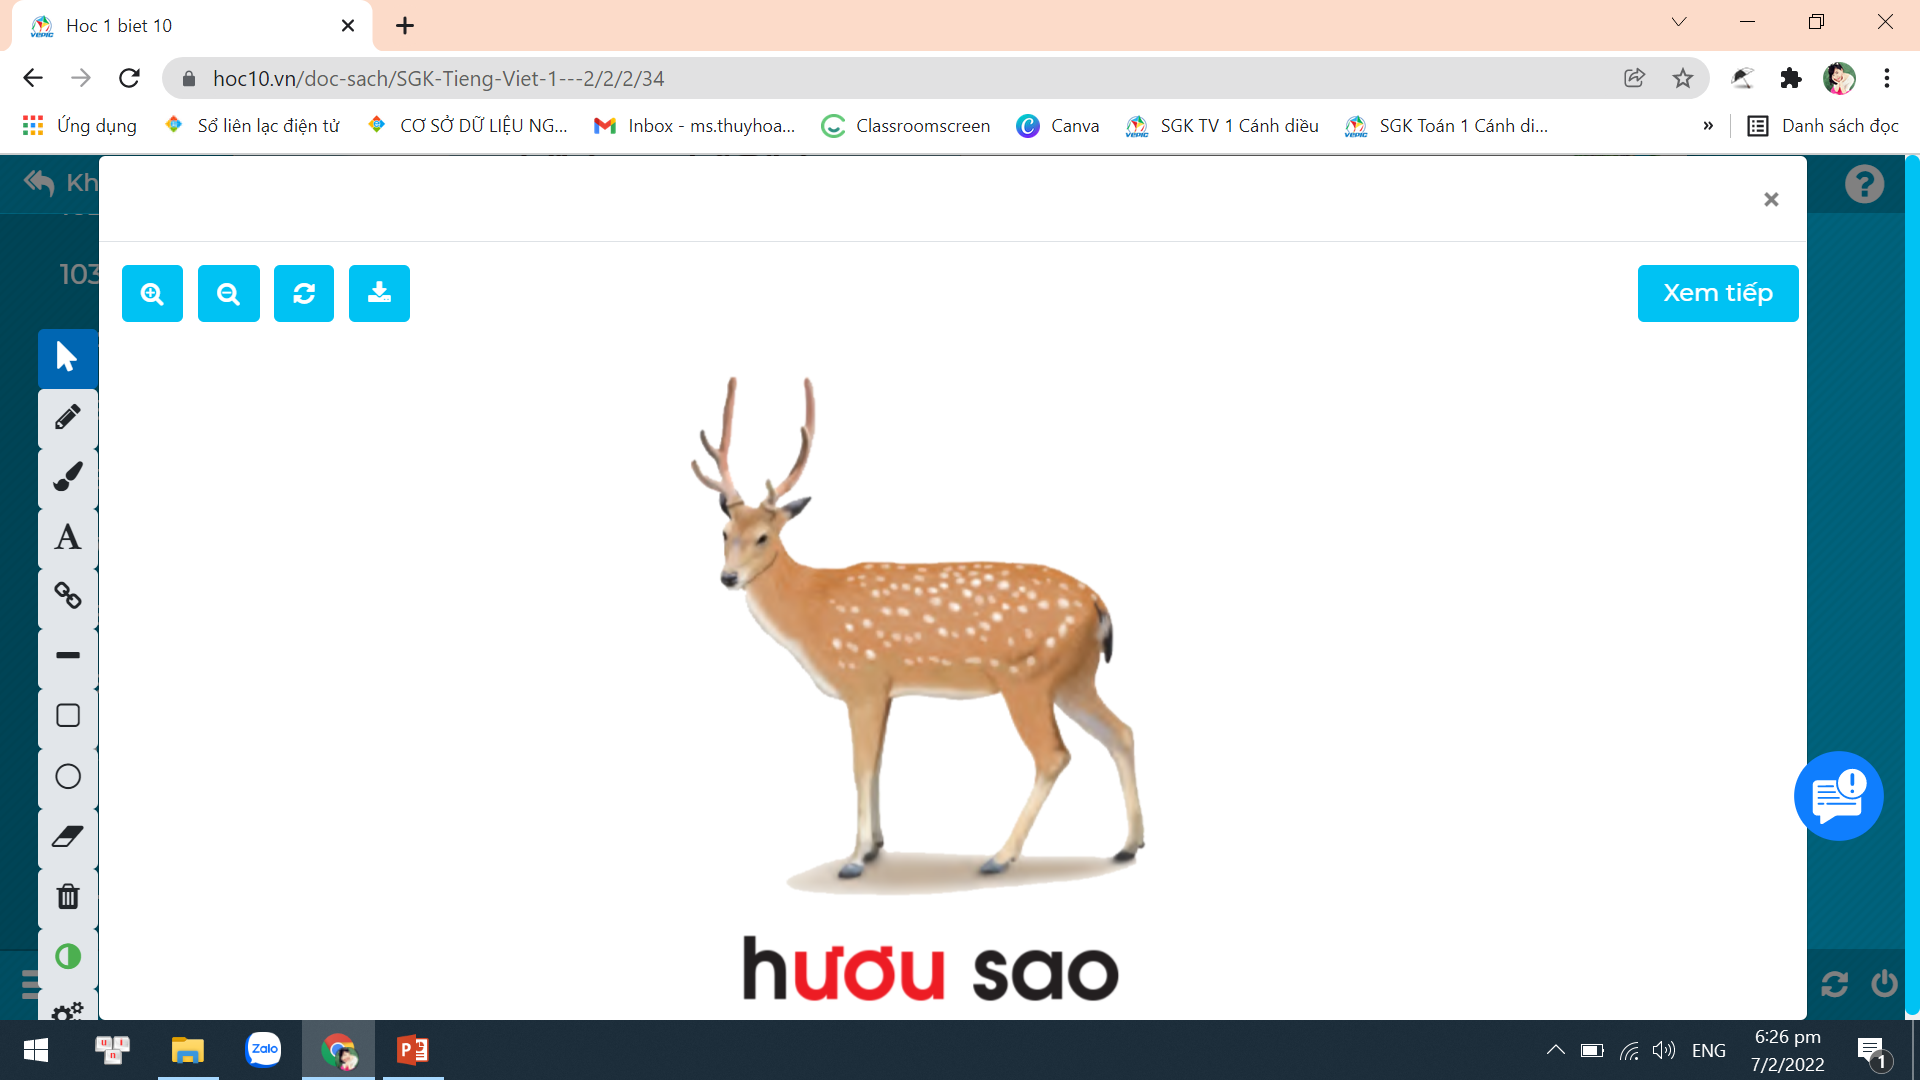 Hoc 1 biet 10
hoc10.vn/doc-sach/SGK-Tieng-Viet-1---2/2/2/34
Ứng dụng Sổ liên lạc điện tử CƠ SỞ DỮ LIỆU NG... Inbox - ms.thuyhoa... Classroomscreen Canva SGK TV 1 Cánh diều SGK Toán 1 Cánh di... » Danh sách đọc
Kh
103
Xem tiếp
A
hươu sao
Zalo
ENG
6:26 pm
7/2/2022
1